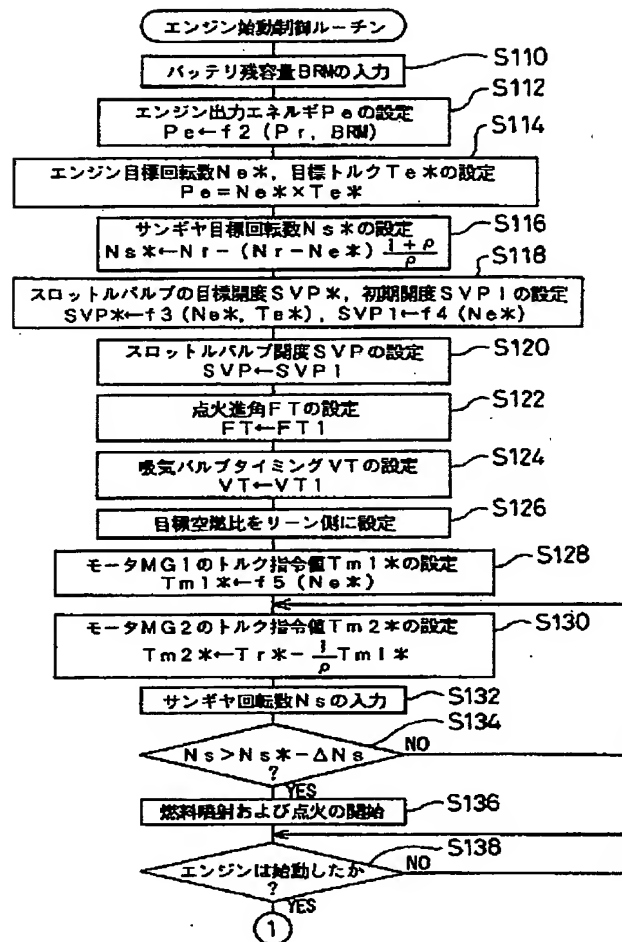 エンジン始動制御ルーチン
S110
バッテリ残容量BRMの入力
S112
エンジン出力エネルギPeの設定
Pe←f2(Pr, BRM)
S114
エンジン目標回転数Ne*,目標トルクTe*の設定
Pe=Ne*×Te*
S116
サンギヤ目標回転数Ns*の設定
Ns*←Nr-(Nr-Ne*) (1+ρ)/ρ
S118
スロットルバルブの目標開度SVP*,初期開度SVP1の設定
SVP*←f3(Ne*, Te*), SVP1←f4(Ne*)
S120
スロットルバルブ開度SVPの設定
SVP←SVP1
S122
点火進角FTの設定
FT←FT1
S124
吸気バルブタイミングVTの設定
VT←VT1
S126
目標空燃比をリーン側に設定
S128
モータMG1のトルク指令値Tm1*の設定
Tm1*←f5(Ne*)
S130
モータMG2のトルク指令値Tm2*の設定
Tm2*←Tr*-1/ρ Tm1*
S132
サンギヤ回転数Nsの入力
S134
Ns>Ns*-ΔNs
?
NO
YES
S136
燃料噴射および点火の開始
S138
エンジンは始動したか
?
NO
YES
1